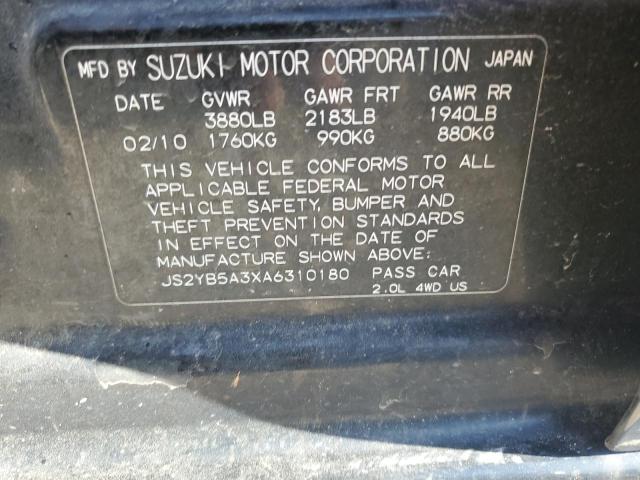 MFD BY SUZUKI MOTOR CORPORATION JAPAN
DATE GVWR GAWR FRT GAWR RR
3880LB 2183LB 1940LB
02/10 1760KG 990KG 880KG
THIS VEHICLE CONFORMS TO ALL
APPLICABLE FEDERAL MOTOR
VEHICLE SAFETY, BUMPER AND
THEFT PREVENTION STANDARDS
IN EFFECT ON THE DATE OF
MANUFACTURE SHOWN ABOVE:
JS2YB5A3XA6310180 PASS CAR
2.0L 4WD US